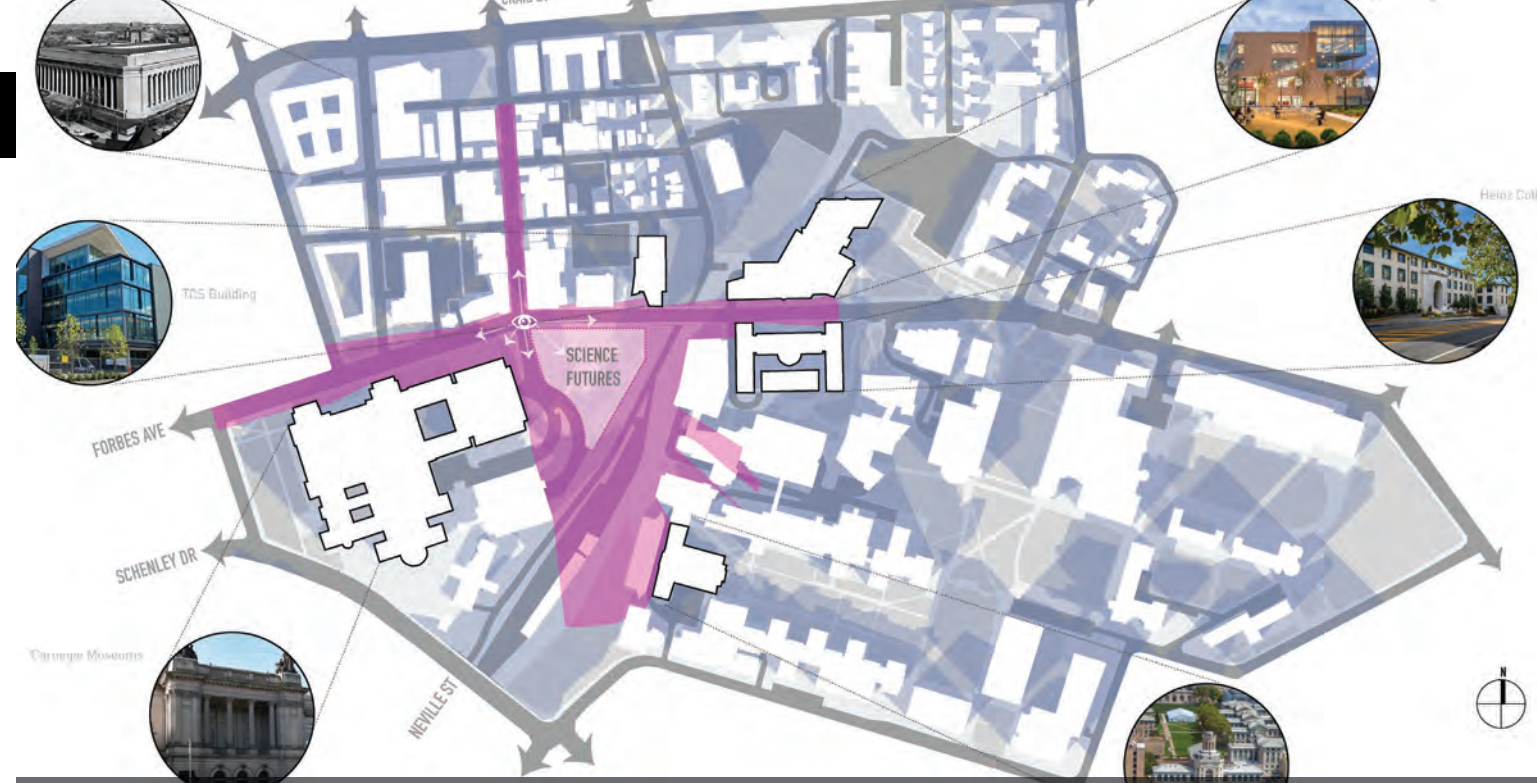 TCS Building
SCIENCE
FUTURES
FORBES AVE
SCHENLEY DR
Carnegie Museums
NEVILLE ST
N